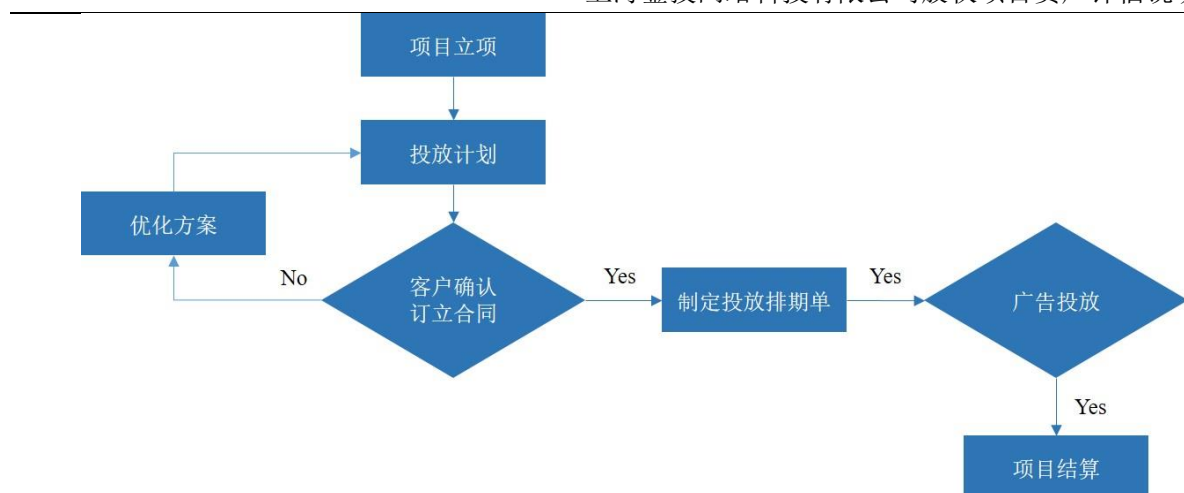 项目立项
投放计划
优化方案
No
客户确认
订立合同
Yes
制定投放排期单
Yes
广告投放
Yes
项目结算